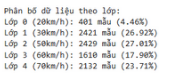 Phân bố dữ liệu theo lớp:
Lớp 0 (20km/h): 401 mẫu (4.46%)
Lớp 1 (30km/h): 2421 mẫu (26.92%)
Lớp 2 (50km/h): 2429 mẫu (27.01%)
Lớp 3 (60km/h): 1610 mẫu (17.90%)
Lớp 4 (70km/h): 2132 mẫu (23.71%)